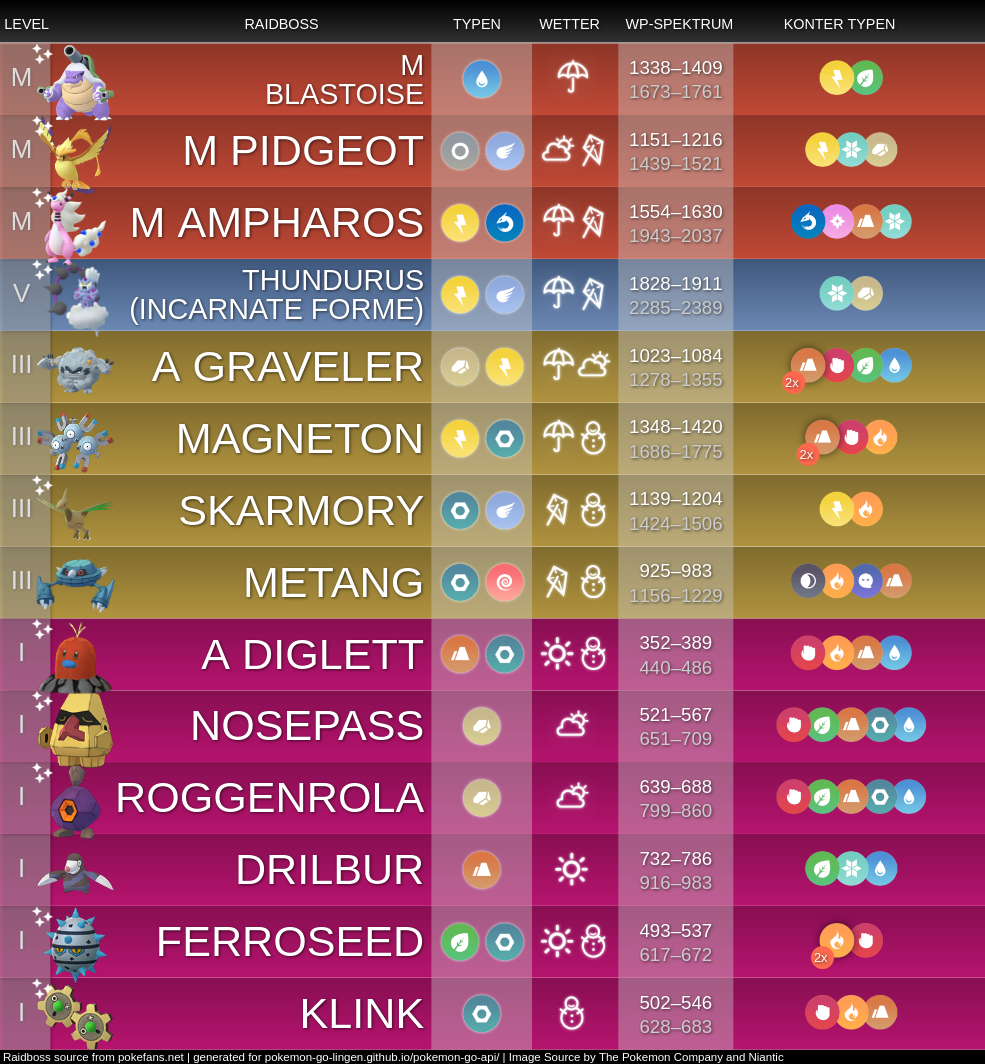 LEVEL RAIDBOSS TYPEN WETTER WP-SPEKTRUM KONTER TYPEN
M M BLASTOISE 1338–1409
1673–1761
M M PIDGEOT 1151–1216
1439–1521
M M AMPHAROS 1554–1630
1943–2037
V THUNDURUS (INCARNATE FORME) 1828–1911
2285–2389
III A GRAVELER 1023–1084
1278–1355 2x
III MAGNETON 1348–1420
1686–1775 2x
III SKARMORY 1139–1204
1424–1506
III METANG 925–983
1156–1229
I A DIGLETT 352–389
440–486
I NOSEPASS 521–567
651–709
I ROGGENROLA 639–688
799–860
I DRILBUR 732–786
916–983
I FERROSEED 493–537
617–672 2x
I KLINK 502–546
628–683
Raidboss source from pokefans.net | generated for pokemon-go-lingen.github.io/pokemon-go-api/ | Image Source by The Pokemon Company and Niantic